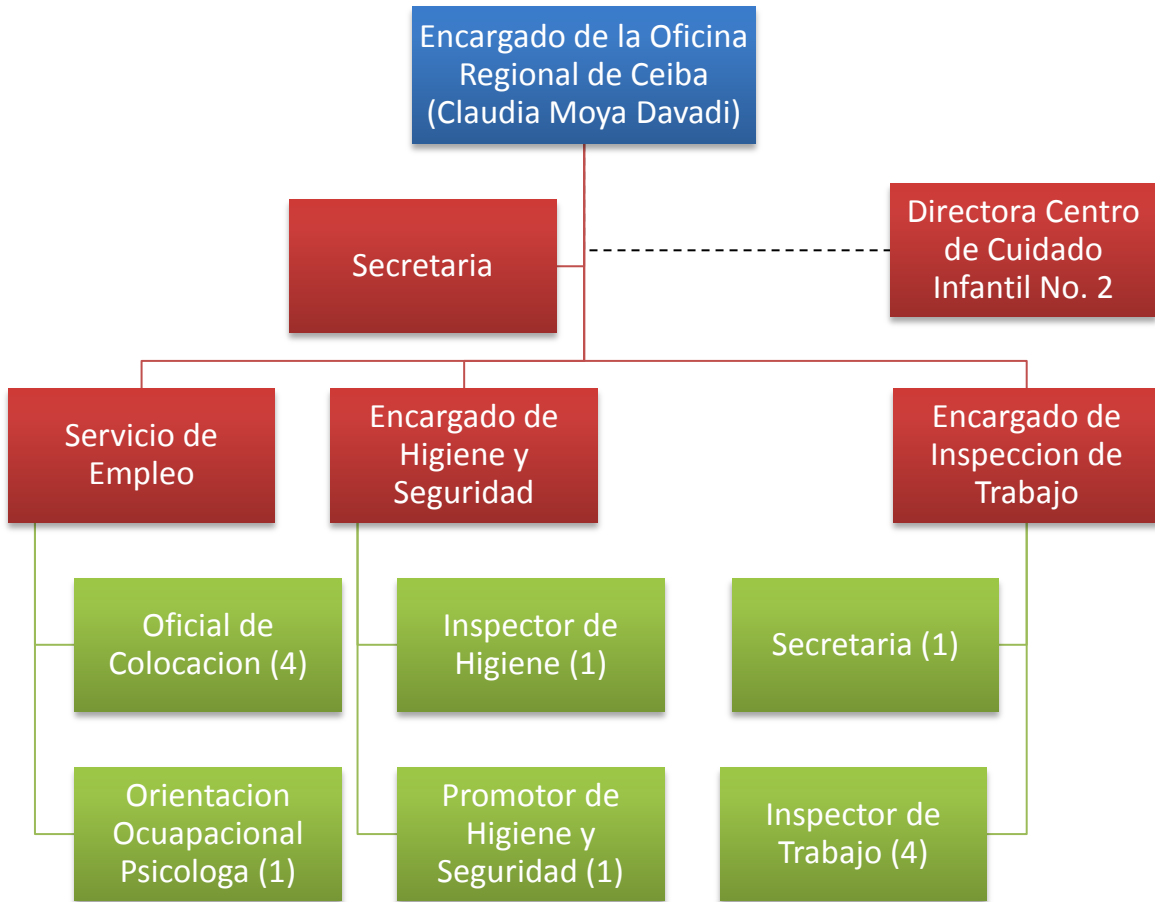 Encargado de la Oficina
Regional de Ceiba
(Claudia Moya Davadi)
Secretaria
Directora Centro
de Cuidado
Infantil No. 2
Servicio de
Empleo
Encargado de
Higiene y
Seguridad
Encargado de
Inspeccion de
Trabajo
Oficial de
Colocacion (4)
Inspector de
Higiene (1)
Secretaria (1)
Orientacion
Ocuapacional
Psicologa (1)
Promotor de
Higiene y
Seguridad (1)
Inspector de
Trabajo (4)